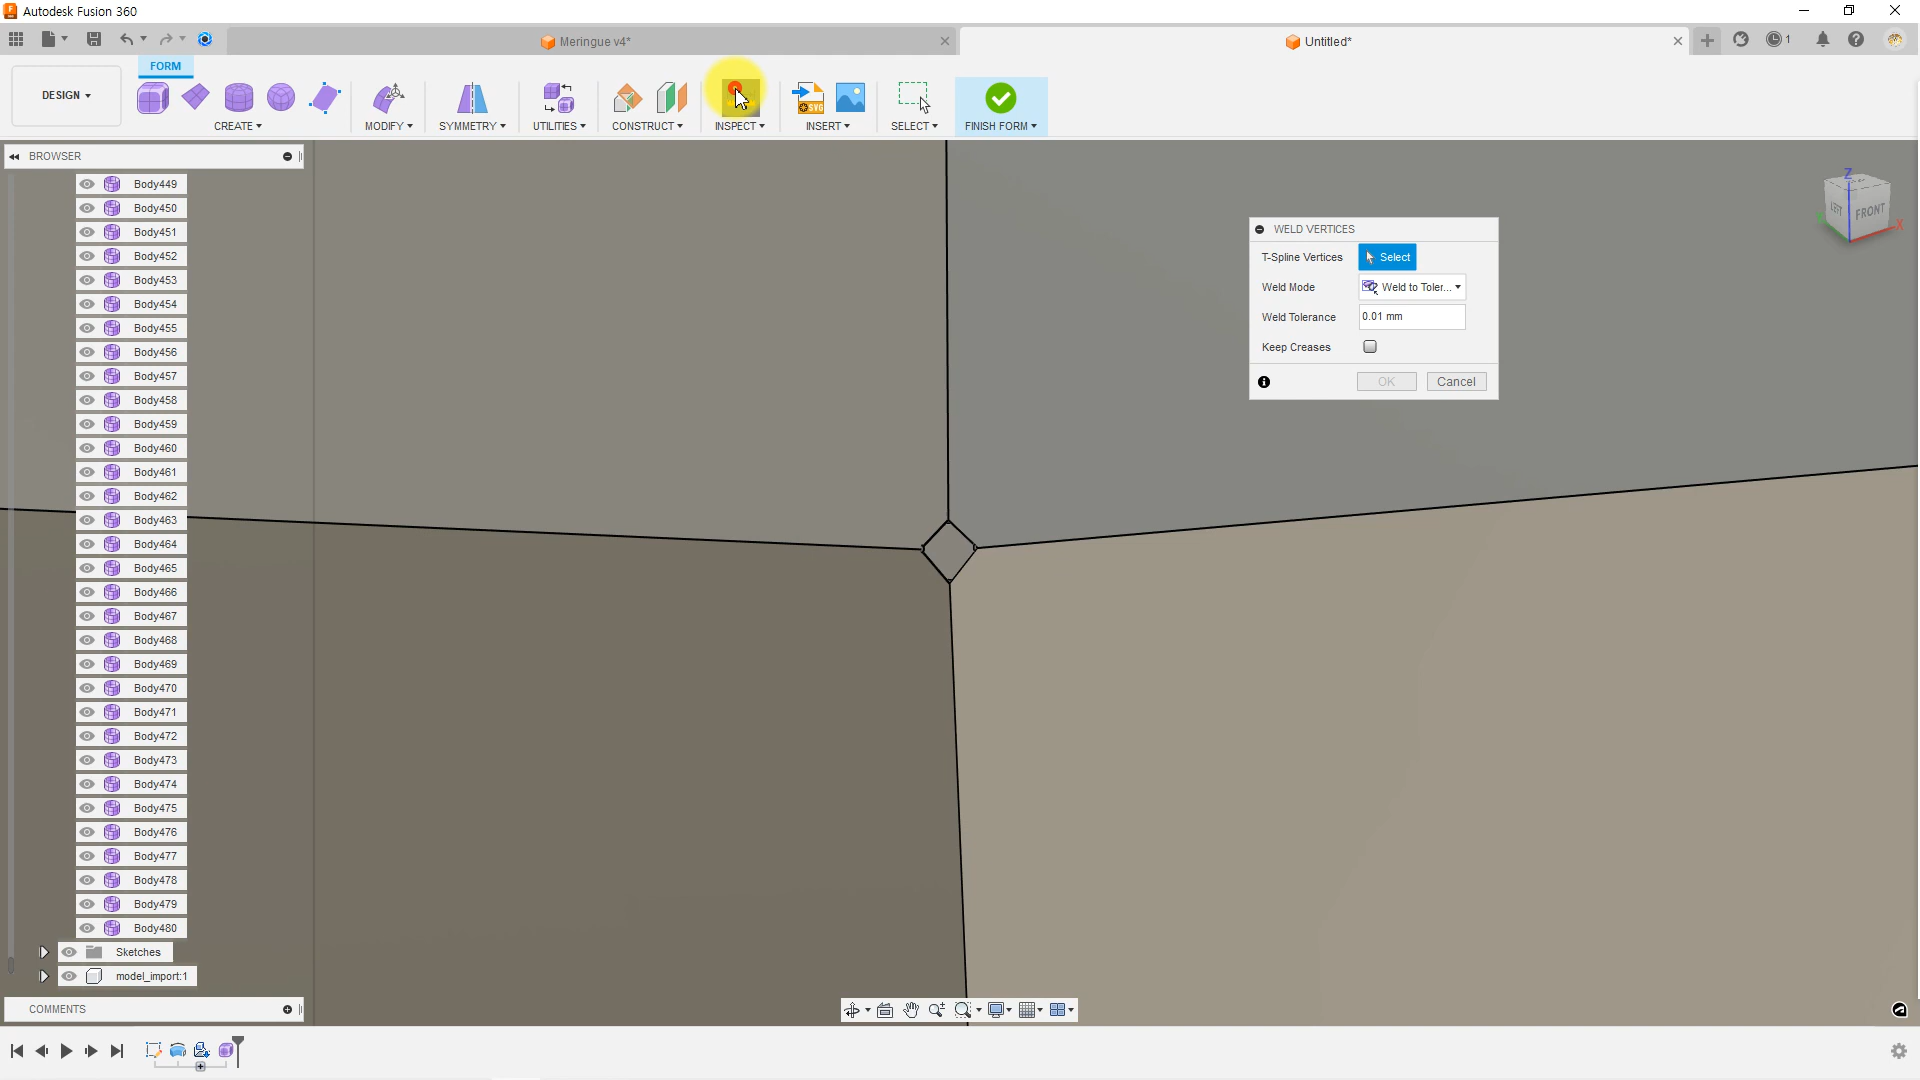 Autodesk Fusion 360
Meringue v4*
Untitled*
1
FORM
DESIGN
CREATE
MODIFY
SYMMETRY
UTILITIES
CONSTRUCT
INSPECT
INSERT
SELECT
FINISH FORM
BROWSER
Body449
Body450
Body451
Body452
Body453
Body454
Body455
Body456
Body457
Body458
Body459
Body460
Body461
Body462
Body463
Body464
Body465
Body466
Body467
Body468
Body469
Body470
Body471
Body472
Body473
Body474
Body475
Body476
Body477
Body478
Body479
Body480
Sketches
model_import:1
COMMENTS
WELD VERTICES
T-Spline Vertices
Select
Weld Mode
Weld to Toler...
Weld Tolerance
0.01 mm
Keep Creases
OK
Cancel
Z
LEFT
FRONT
X